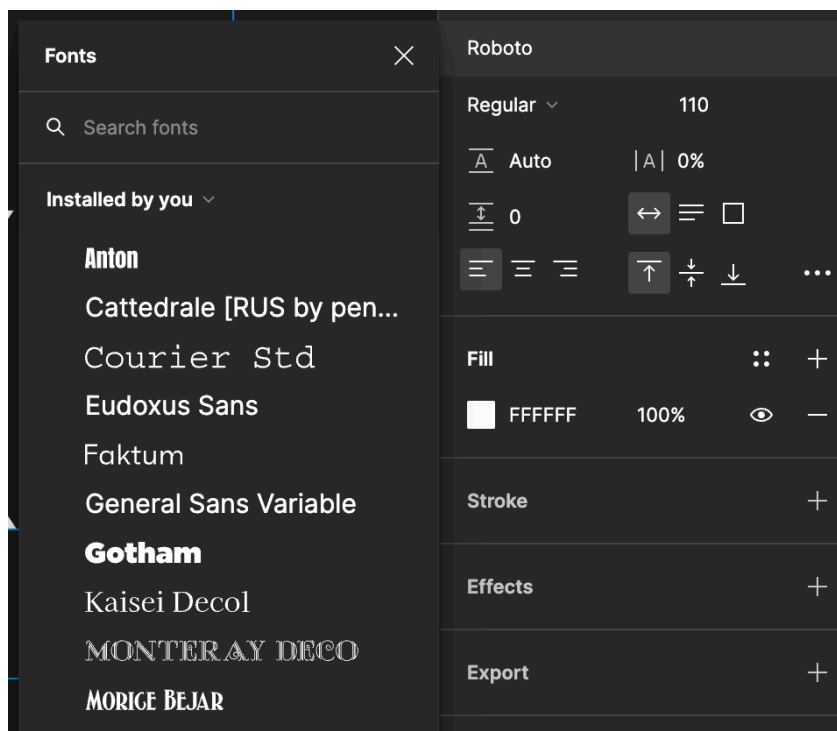 Fonts
Search fonts
Installed by you
Anton
Cattedrale [RUS by pen...
Courier Std
Eudoxus Sans
Faktum
General Sans Variable
Gotham
Kaisei Decol
MONTERAY DECO
MORICE BEJAR
Roboto
Regular 110
A Auto |A| 0%
0
Fill
FFFFFF 100%
Stroke
Effects
Export